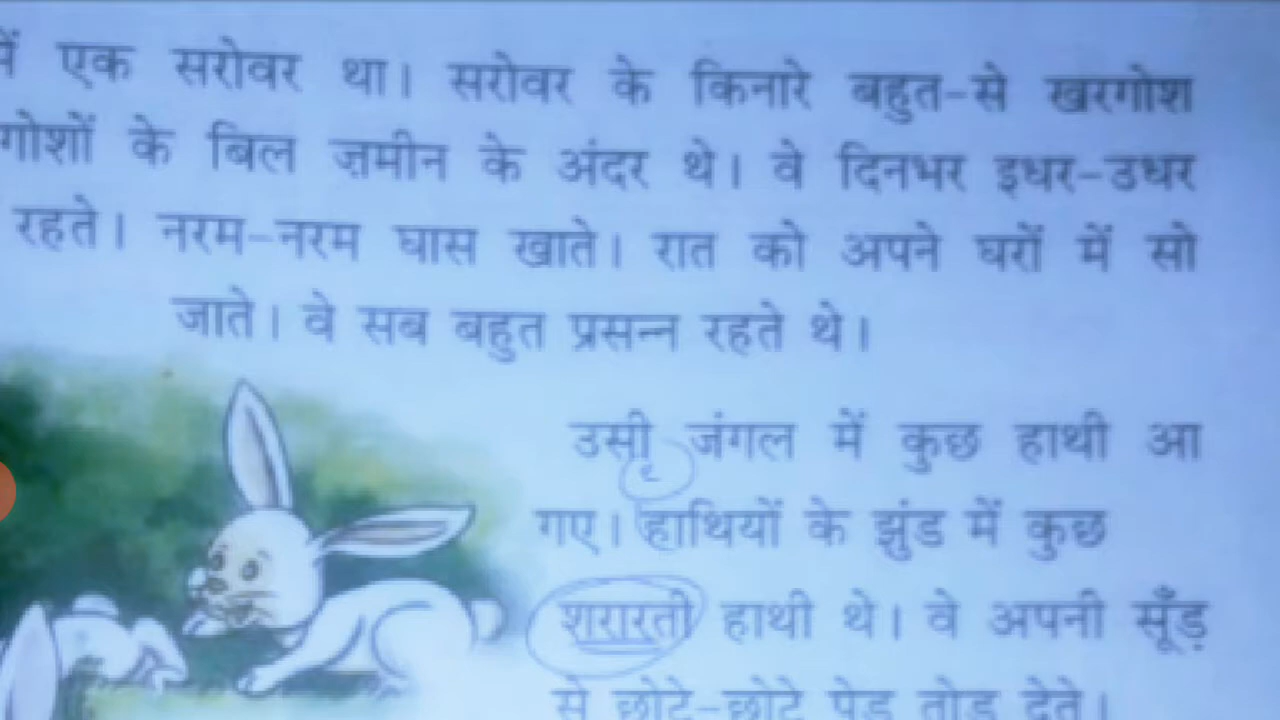 में एक सरोवर था। सरोवर के किनारे बहुत-से खरगोश
गोशों के बिल ज़मीन के अंदर थे। वे दिनभर इधर-उधर
रहते। नरम-नरम घास खाते। रात को अपने घरों में सो
जाते। वे सब बहुत प्रसन्न रहते थे।
उसी जंगल में कुछ हाथी आ
गए। हाथियों के झुंड में कुछ
शरारती हाथी थे। वे अपनी सूँड़
से छोटे-छोटे पेड़ तोड़ देते।